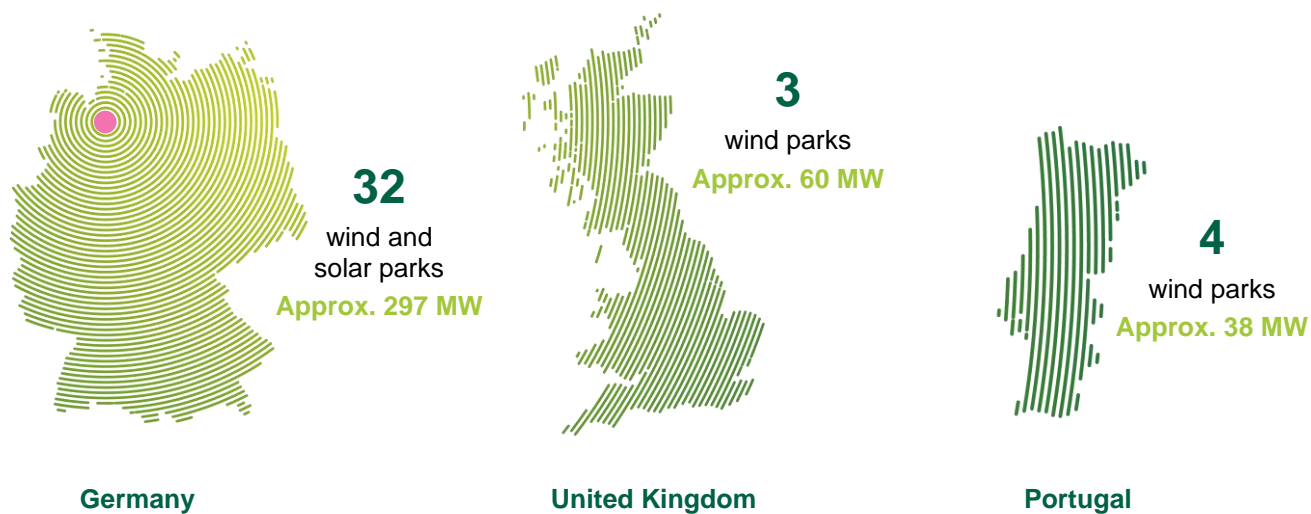 32
wind and
solar parks
Approx. 297 MW
Germany
3
wind parks
Approx. 60 MW
United Kingdom
4
wind parks
Approx. 38 MW
Portugal